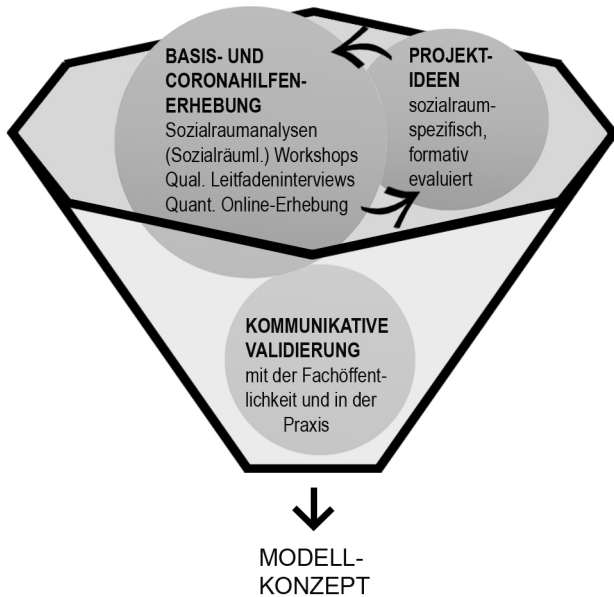 BASIS- UND
CORONAHILFEN-
ERHEBUNG
Sozialraumanalysen
(Sozialräuml.) Workshops
Qual. Leitfadeninterviews
Quant. Online-Erhebung
PROJEKT-
IDEEN
sozialraum-
spezifisch,
formativ
evaluiert
KOMMUNIKATIVE
VALIDIERUNG
mit der Fachöffent-
lichkeit und in der
Praxis
MODELL-
KONZEPT